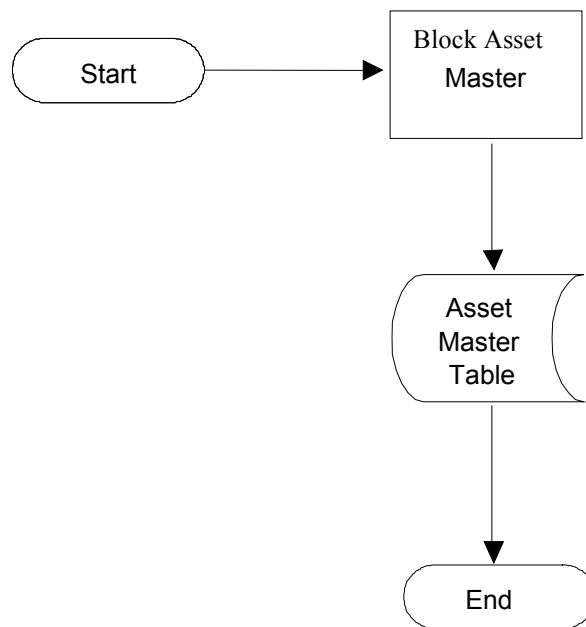 Start
Block Asset
Master
Asset
Master
Table
End